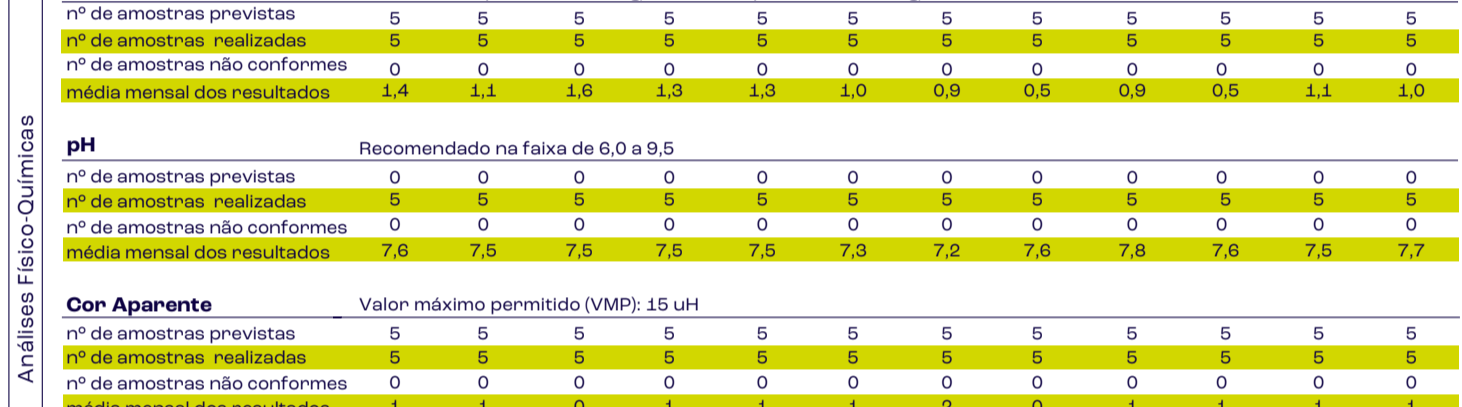 nº de amostras previstas 5 5 5 5 5 5 5 5 5 5 5 5
nº de amostras realizadas 5 5 5 5 5 5 5 5 5 5 5 5
nº de amostras não conformes 0 0 0 0 0 0 0 0 0 0 0 0
média mensal dos resultados 1,4 1,1 1,6 1,3 1,3 1,0 0,9 0,5 0,9 0,5 1,1 1,0
Análises Físico-Químicas
pH Recomendado na faixa de 6,0 a 9,5
nº de amostras previstas 0 0 0 0 0 0 0 0 0 0 0 0
nº de amostras realizadas 5 5 5 5 5 5 5 5 5 5 5 5
nº de amostras não conformes 0 0 0 0 0 0 0 0 0 0 0 0
média mensal dos resultados 7,6 7,5 7,5 7,5 7,5 7,3 7,2 7,6 7,8 7,6 7,5 7,7
Cor Aparente Valor máximo permitido (VMP): 15 uH
nº de amostras previstas 5 5 5 5 5 5 5 5 5 5 5 5
nº de amostras realizadas 5 5 5 5 5 5 5 5 5 5 5 5
nº de amostras não conformes 0 0 0 0 0 0 0 0 0 0 0 0
média mensal dos resultados